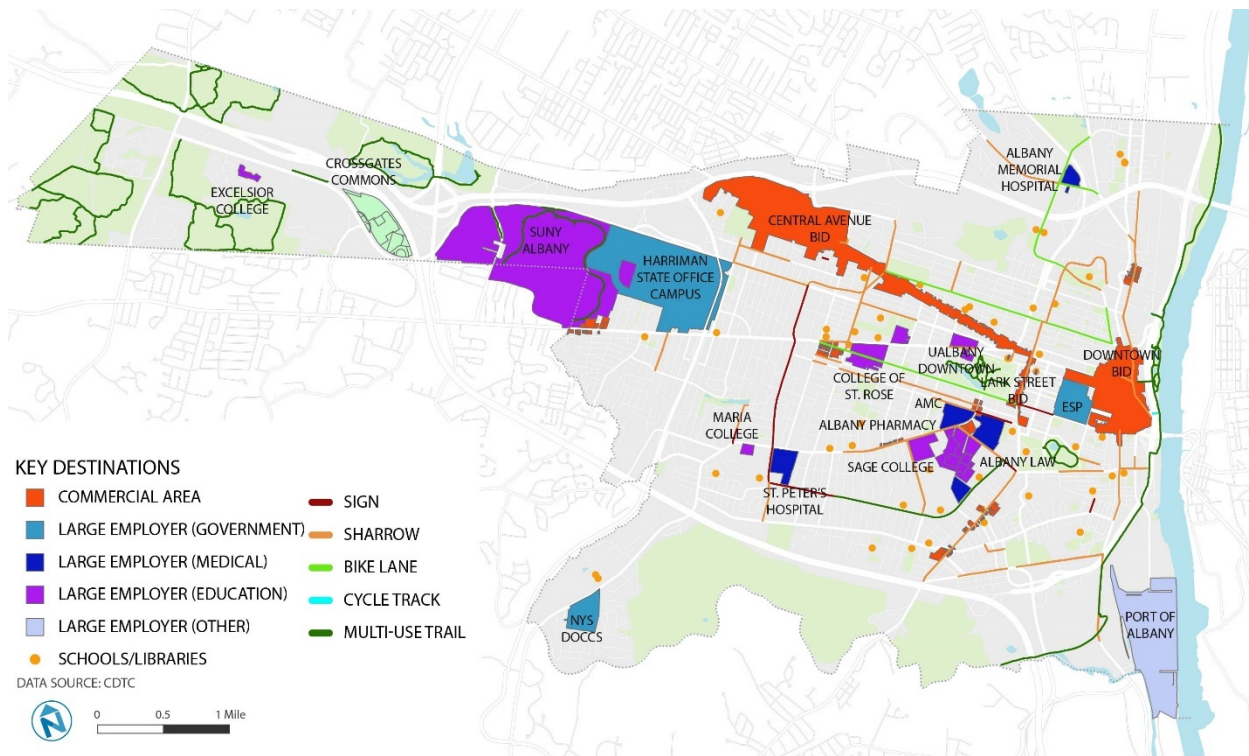 CROSSGATES
COMMONS
EXCELSIOR
COLLEGE
SUNY
ALBANY
HARRIMAN
STATE OFFICE
CAMPUS
CENTRAL AVENUE
BID
ALBANY
MEMORIAL
HOSPITAL
UALBANY
DOWNTOWN
COLLEGE OF
ST. ROSE
LARK STREET
BID
DOWNTOWN
BID
ESP
AMC
ALBANY PHARMACY
MARIA
COLLEGE
SAGE COLLEGE
ALBANY LAW
ST. PETER'S
HOSPITAL
NYS
DOCCS
PORT OF
ALBANY
KEY DESTINATIONS
COMMERCIAL AREA
LARGE EMPLOYER (GOVERNMENT)
LARGE EMPLOYER (MEDICAL)
LARGE EMPLOYER (EDUCATION)
LARGE EMPLOYER (OTHER)
SCHOOLS/LIBRARIES
SIGN
SHARROW
BIKE LANE
CYCLE TRACK
MULTI-USE TRAIL
DATA SOURCE: CDTC
N
0 0.5 1 Mile